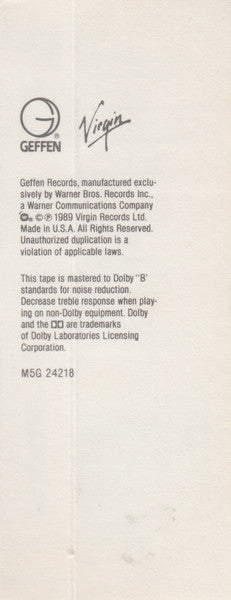 GEFFEN
®
Virgin
Geffen Records, manufactured exclu-
sively by Warner Bros. Records Inc.,
a Warner Communications Company
©℗ 1989 Virgin Records Ltd.
Made in U.S.A. All Rights Reserved.
Unauthorized duplication is a
violation of applicable laws.
This tape is mastered to Dolby "B'
standards for noise reduction.
Decrease treble response when play-
ing on non-Dolby equipment. Dolby
and the are trademarks
of Dolby Laboratories Licensing
Corporation.
M5G 24218